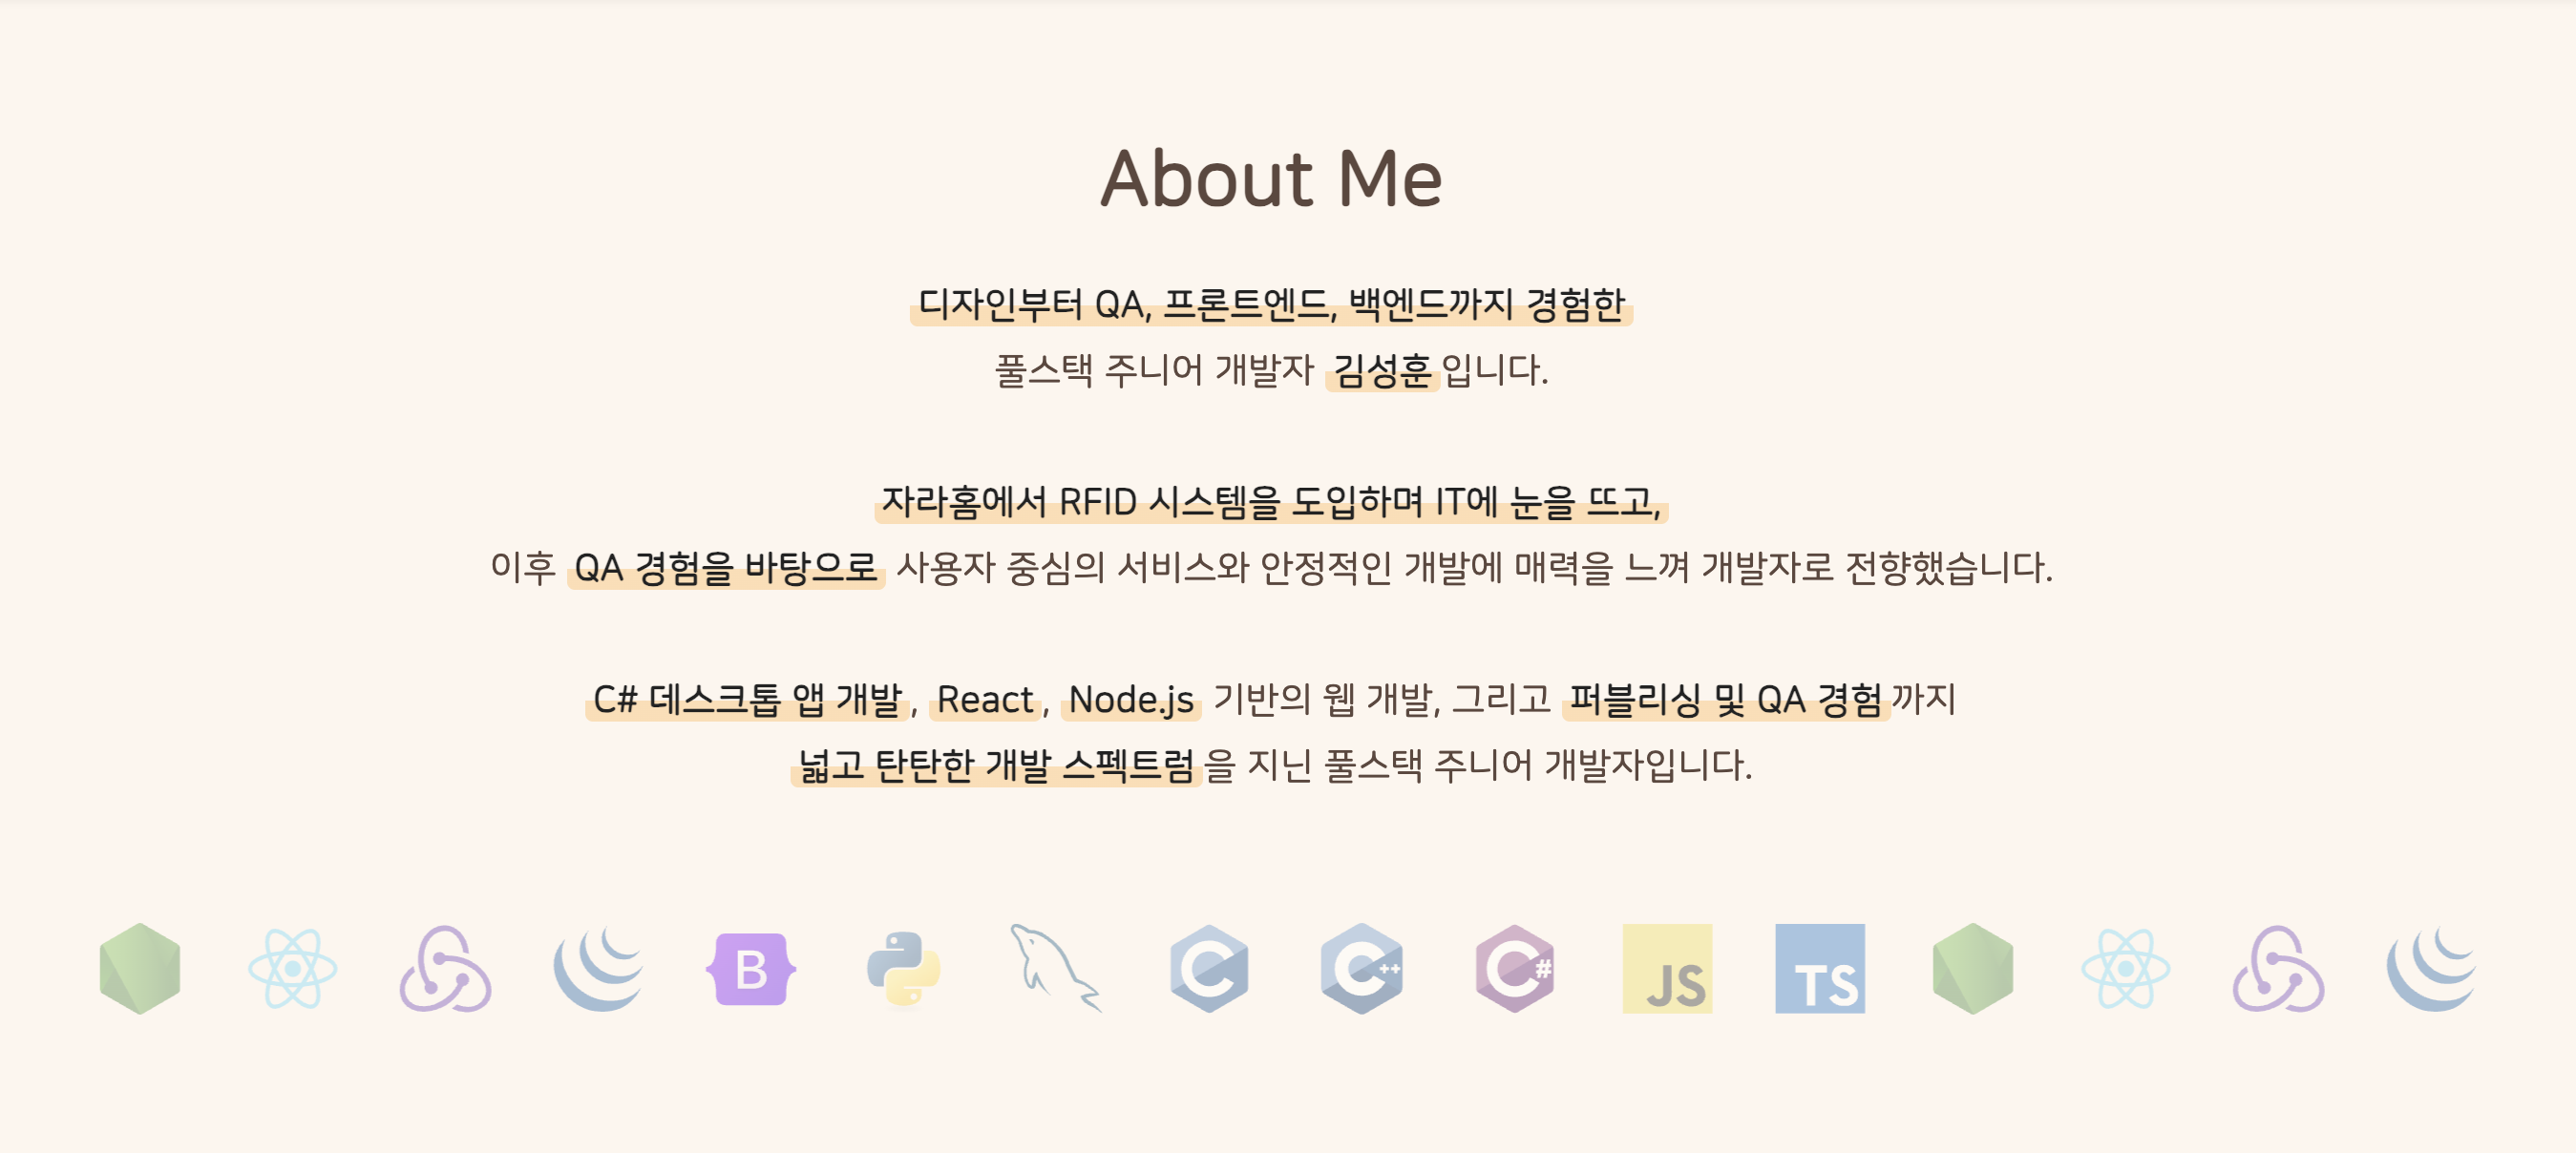 About Me
디자인부터 QA, 프론트엔드, 백엔드까지 경험한
풀스택 주니어 개발자 김성훈입니다.
자라홈에서 RFID 시스템을 도입하며 IT에 눈을 뜨고,
이후 QA 경험을 바탕으로 사용자 중심의 서비스와 안정적인 개발에 매력을 느껴 개발자로 전향했습니다.
C# 데스크톱 앱 개발, React, Node.js 기반의 웹 개발, 그리고 퍼블리싱 및 QA 경험까지
넓고 탄탄한 개발 스펙트럼을 지닌 풀스택 주니어 개발자입니다.
B C C++ C# JS TS